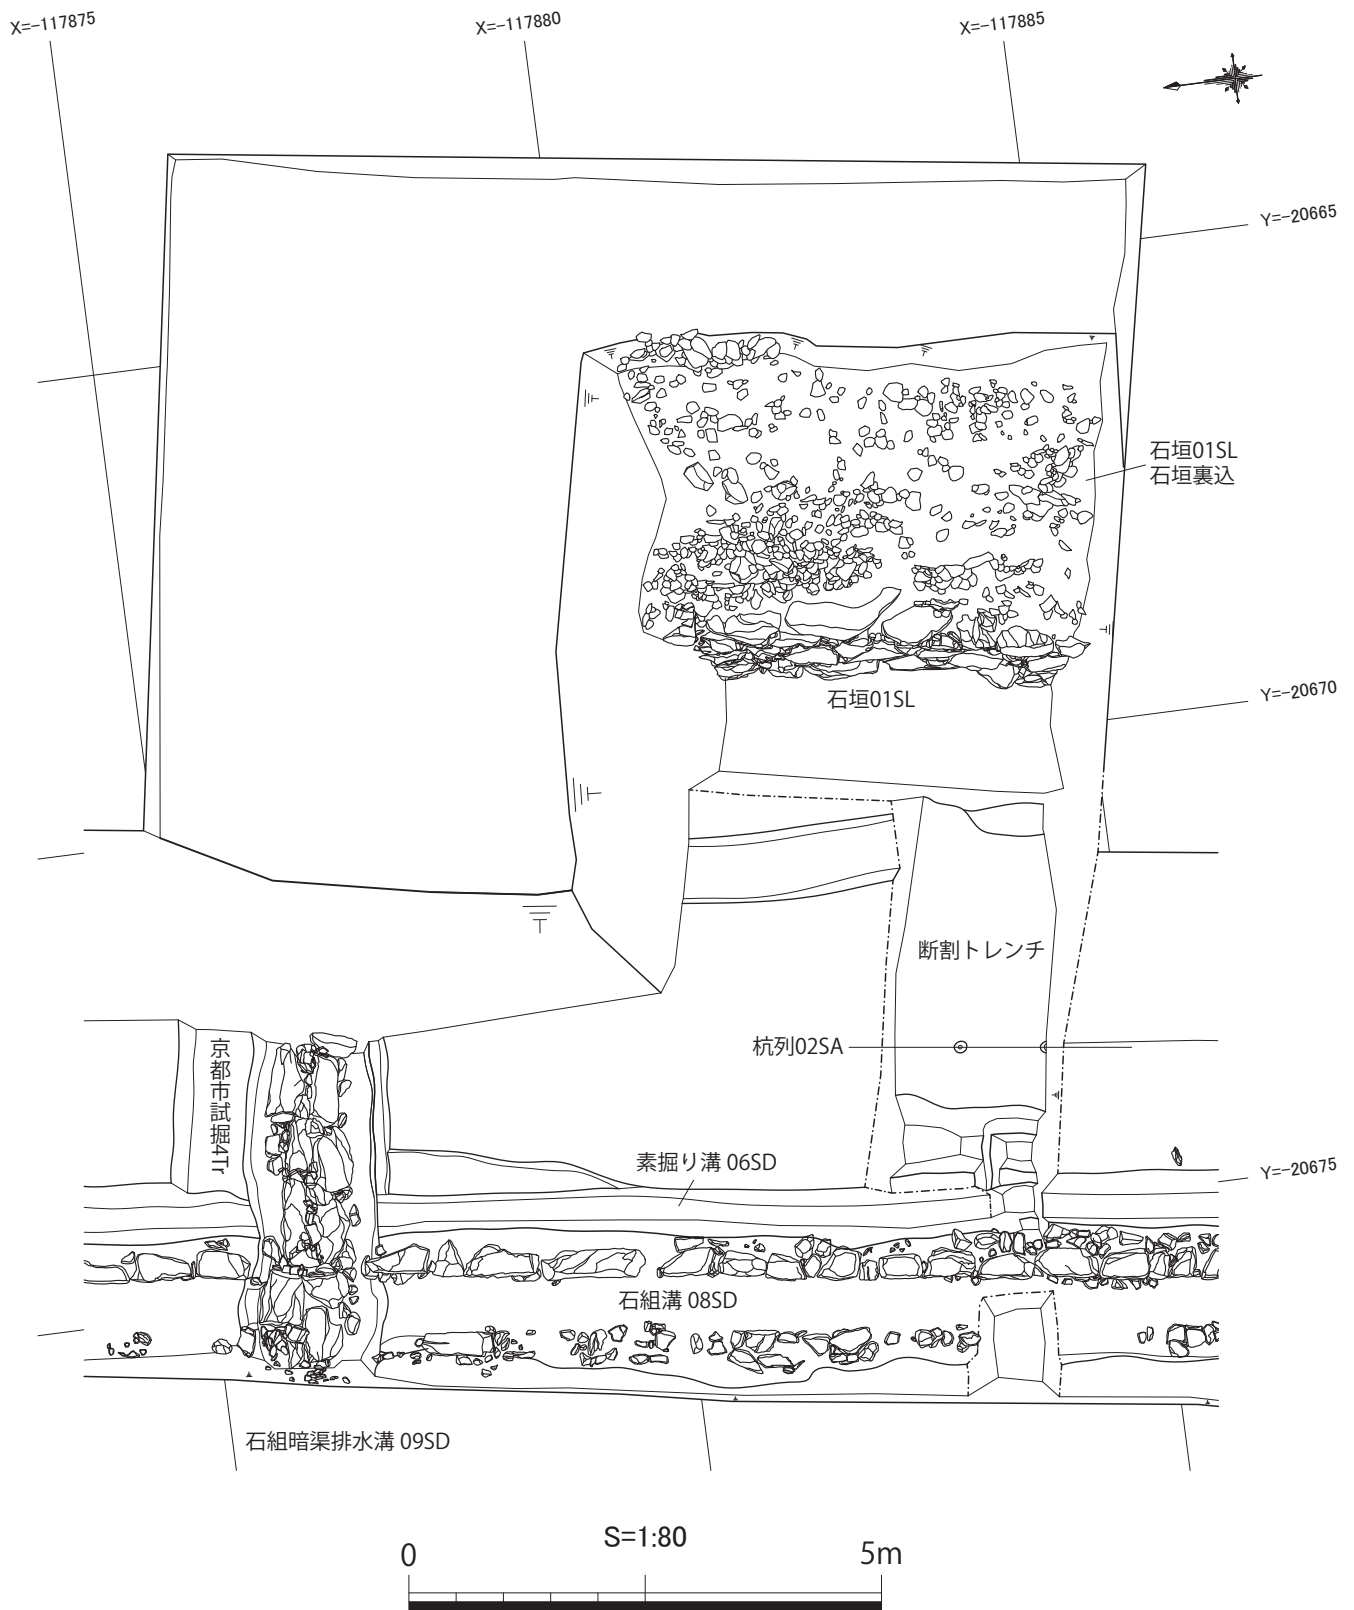 X=-117875
X=-117880
X=-117885
Y=-20665
石垣01SL
石垣裏込
Y=-20670
石垣01SL
断割トレンチ
杭列02SA
京都市試掘4Tr
素掘り溝 06SD
Y=-20675
石組溝 08SD
石組暗渠排水溝 09SD
S=1:80
0
5m